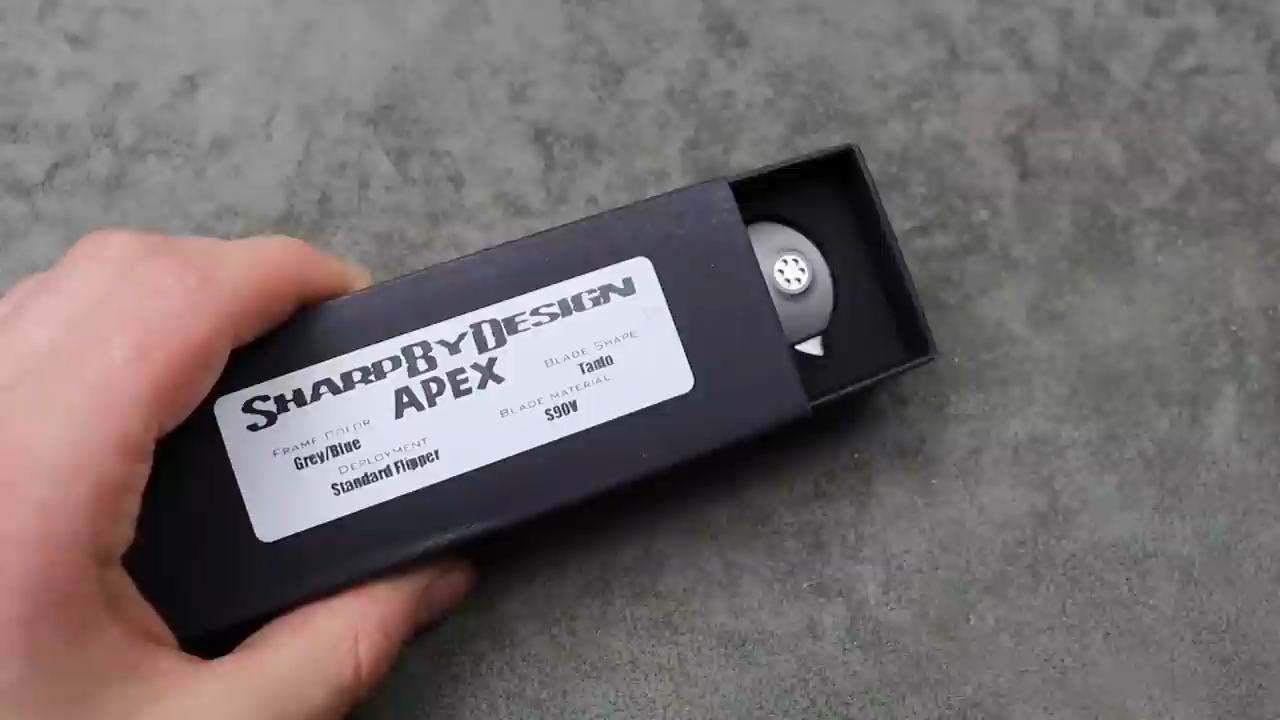 SHARPBYDESIGN
APEX
BLADE SHAPE
Tanto
FRAME COLOR
Grey/Blue
BLADE MATERIAL
S90V
DEPLOYMENT
Standard Flipper